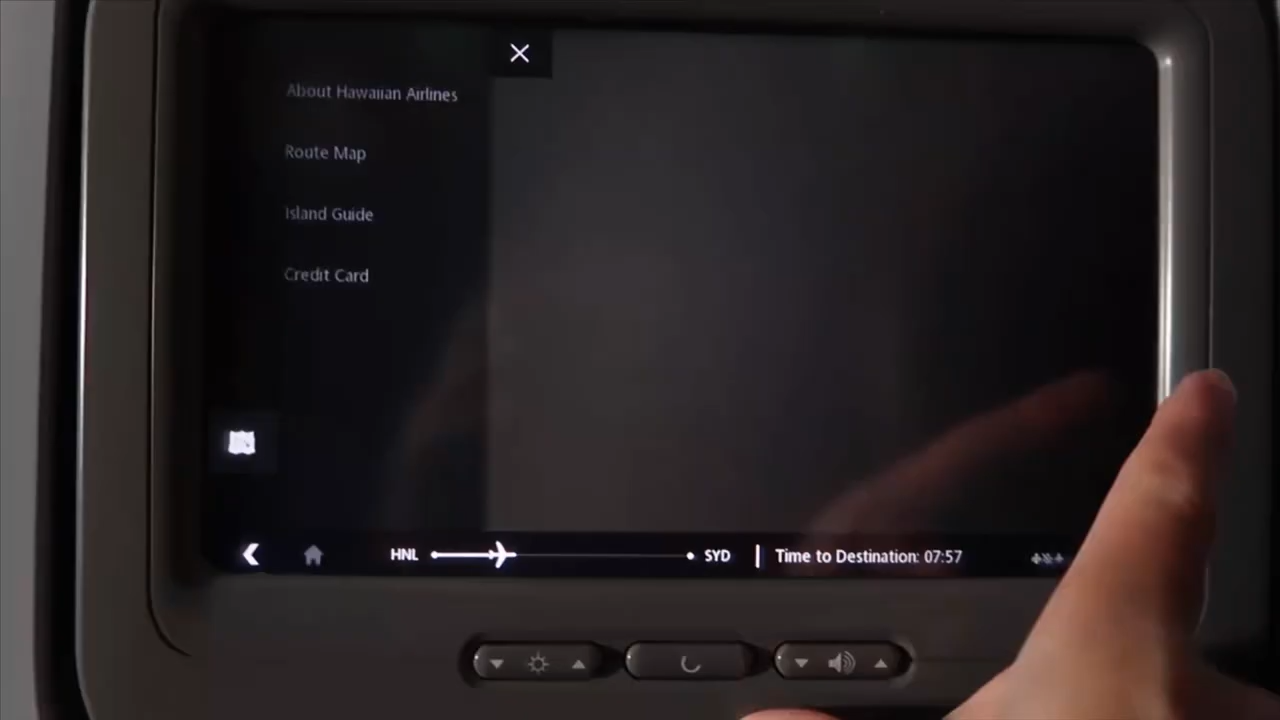 About Hawaiian Airlines
Route Map
Island Guide
Credit Card
HNL SYD Time to Destination: 07:57